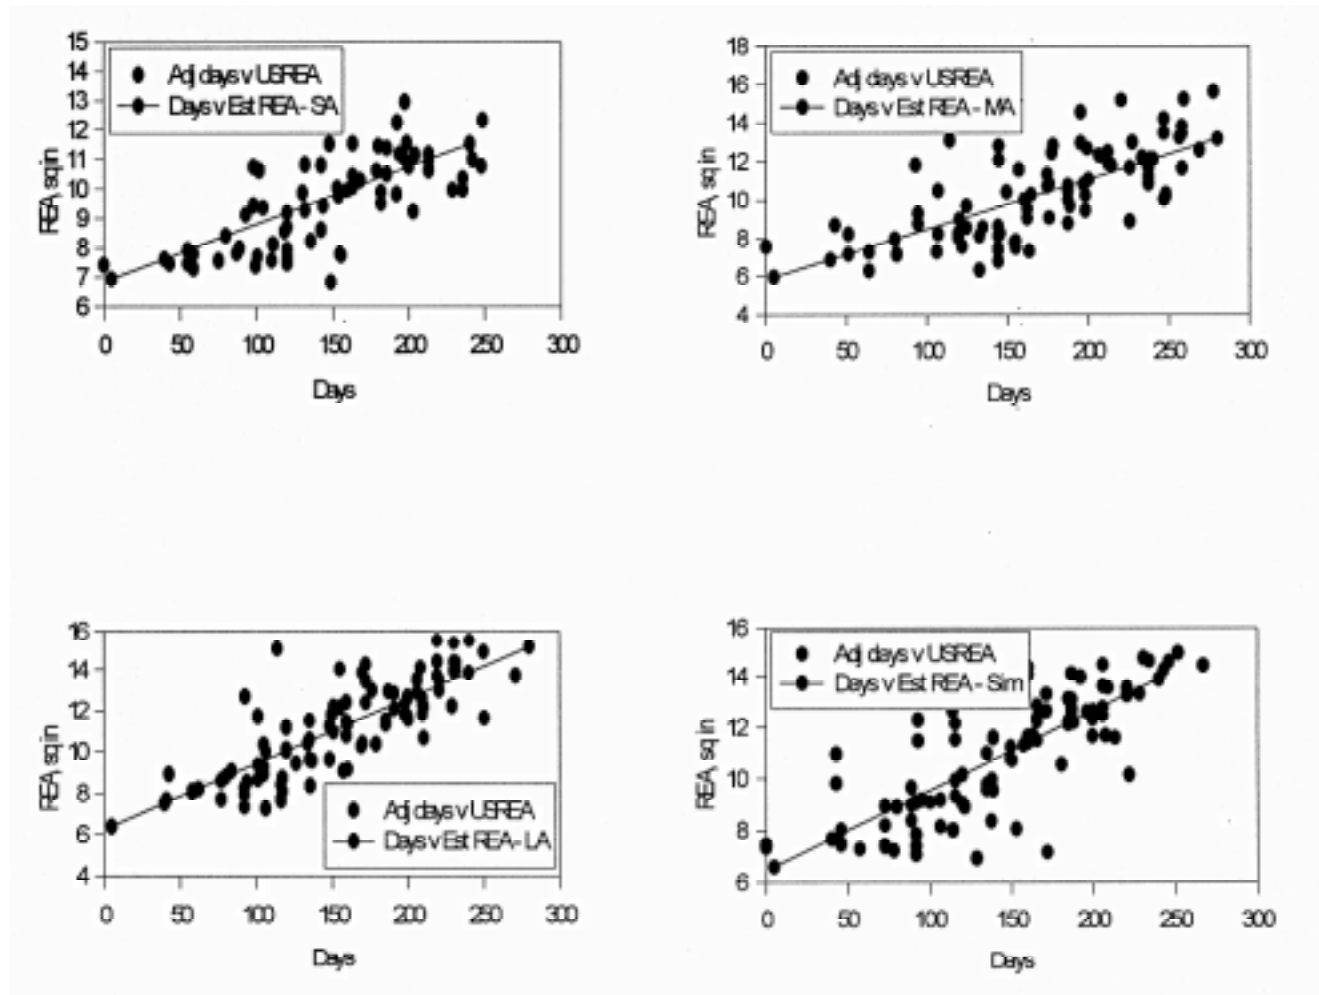 15
14
13
12
11
10
9
8
7
6
REA, sq in
Adj days v USREA
Days v Est REA - SA
0 50 100 150 200 250 300
Days
18
16
14
12
10
8
6
4
REA, sq in
Adj days v USREA
Days v Est REA - MA
0 50 100 150 200 250 300
Days
16
14
12
10
8
6
4
REA, sq in
Adj days v USREA
Days v Est REA - LA
0 50 100 150 200 250 300
Days
16
14
12
10
8
6
REA, sq in
Adj days v USREA
Days v Est REA - Sim
0 50 100 150 200 250 300
Days